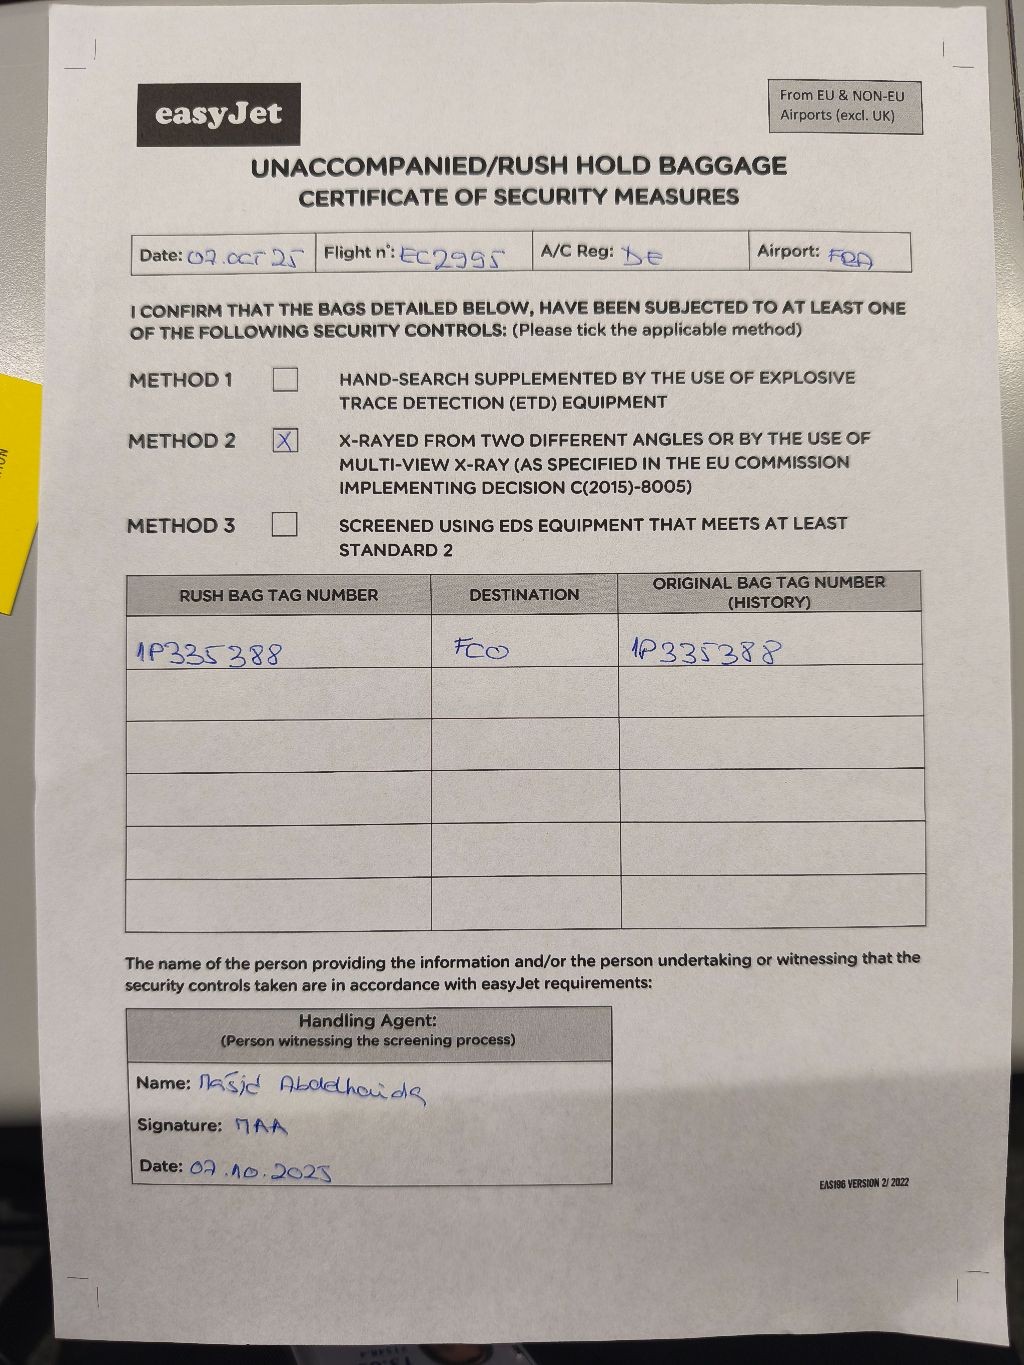 easyJet
From EU & NON-EU
Airports (excl. UK)
UNACCOMPANIED/RUSH HOLD BAGGAGE
CERTIFICATE OF SECURITY MEASURES
Date: 07.OCT 25 Flight n°: EC2995 A/C Reg: DE Airport: FRA
I CONFIRM THAT THE BAGS DETAILED BELOW, HAVE BEEN SUBJECTED TO AT LEAST ONE
OF THE FOLLOWING SECURITY CONTROLS: (Please tick the applicable method)
METHOD 1 HAND-SEARCH SUPPLEMENTED BY THE USE OF EXPLOSIVE
TRACE DETECTION (ETD) EQUIPMENT
METHOD 2 X X-RAYED FROM TWO DIFFERENT ANGLES OR BY THE USE OF
MULTI-VIEW X-RAY (AS SPECIFIED IN THE EU COMMISSION
IMPLEMENTING DECISION C(2015)-8005)
METHOD 3 SCREENED USING EDS EQUIPMENT THAT MEETS AT LEAST
STANDARD 2
RUSH BAG TAG NUMBER DESTINATION ORIGINAL BAG TAG NUMBER
(HISTORY)
1P335388 FCO 1P335388
The name of the person providing the information and/or the person undertaking or witnessing that the
security controls taken are in accordance with easyJet requirements:
Handling Agent:
(Person witnessing the screening process)
Name:
Signature: MAA
Date: 07.10.2025
EAS196 VERSION 2/ 2022